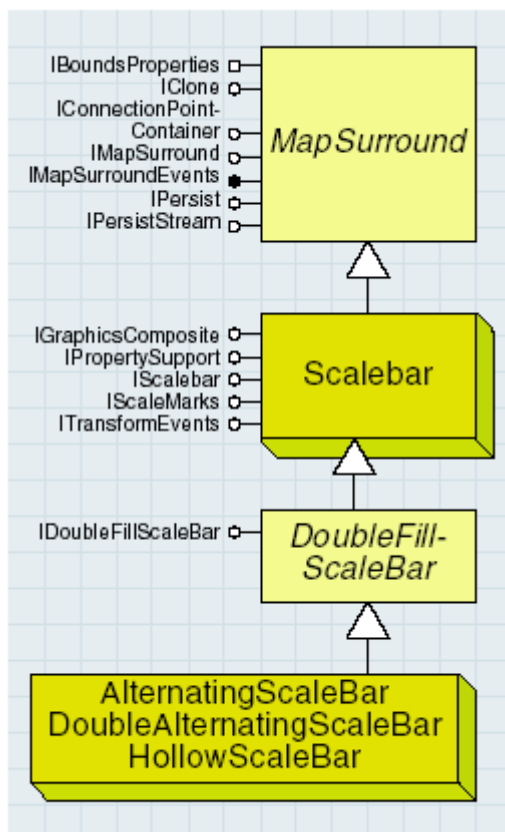 IBoundsProperties
IClone
IConnectionPoint-
Container
IMapSurround
IMapSurroundEvents
IPersist
IPersistStream
MapSurround
IGraphicsComposite
IPropertySupport
IScalebar
IScaleMarks
ITransformEvents
Scalebar
IDoubleFillScaleBar
DoubleFill-
ScaleBar
AlternatingScaleBar
DoubleAlternatingScaleBar
HollowScaleBar